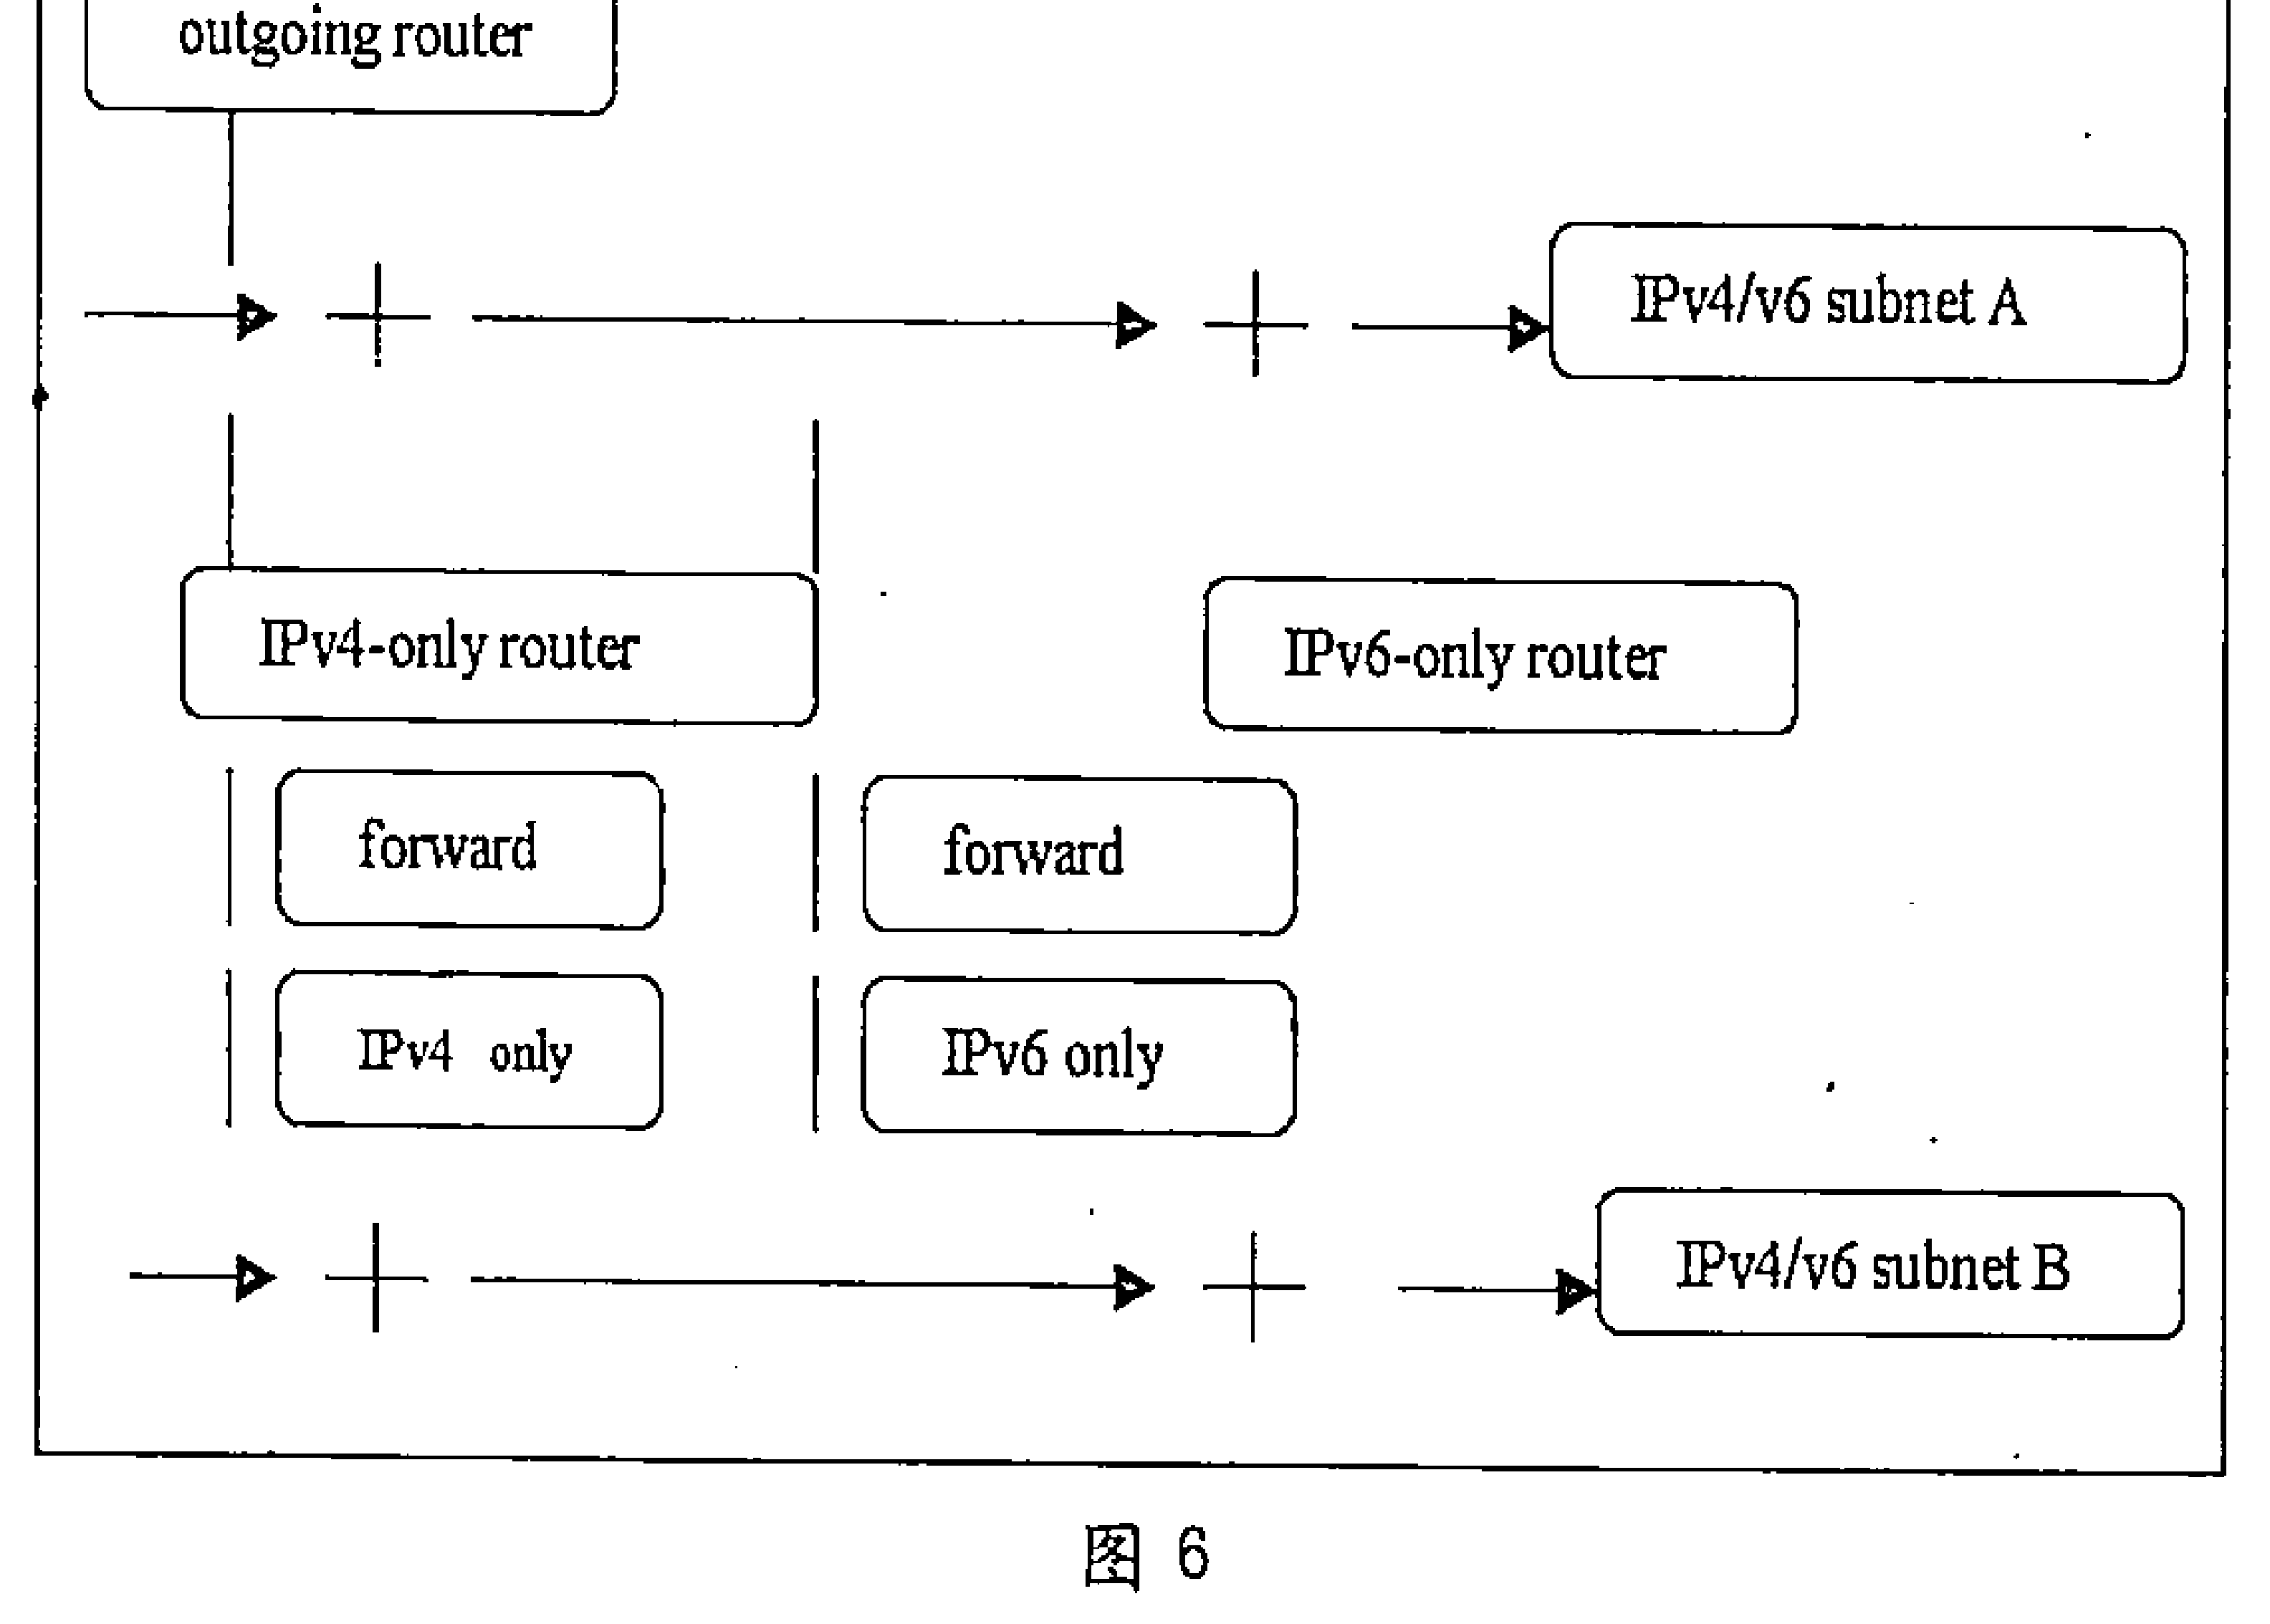 outgoing router
IPv4/v6 subnet A
IPv4-only router
IPv6-only router
forward
forward
IPv4 only
IPv6 only
IPv4/v6 subnet B
图 6